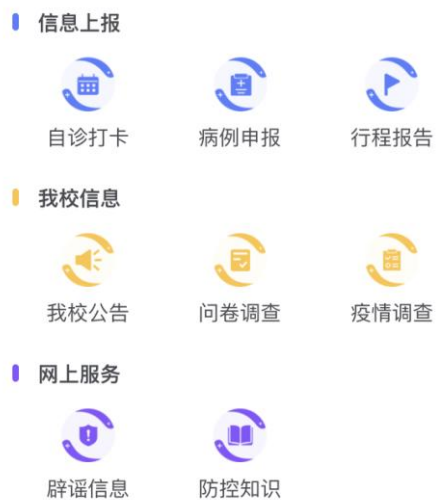 信息上报
自诊打卡 病例申报 行程报告
我校信息
我校公告 问卷调查 疫情调查
网上服务
辟谣信息 防控知识